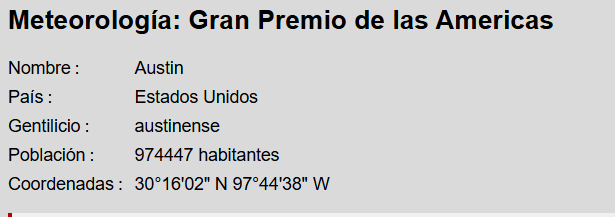 Meteorología: Gran Premio de las Americas
Nombre : Austin
País : Estados Unidos
Gentilicio : austinense
Población : 974447 habitantes
Coordenadas : 30°16'02" N 97°44'38" W